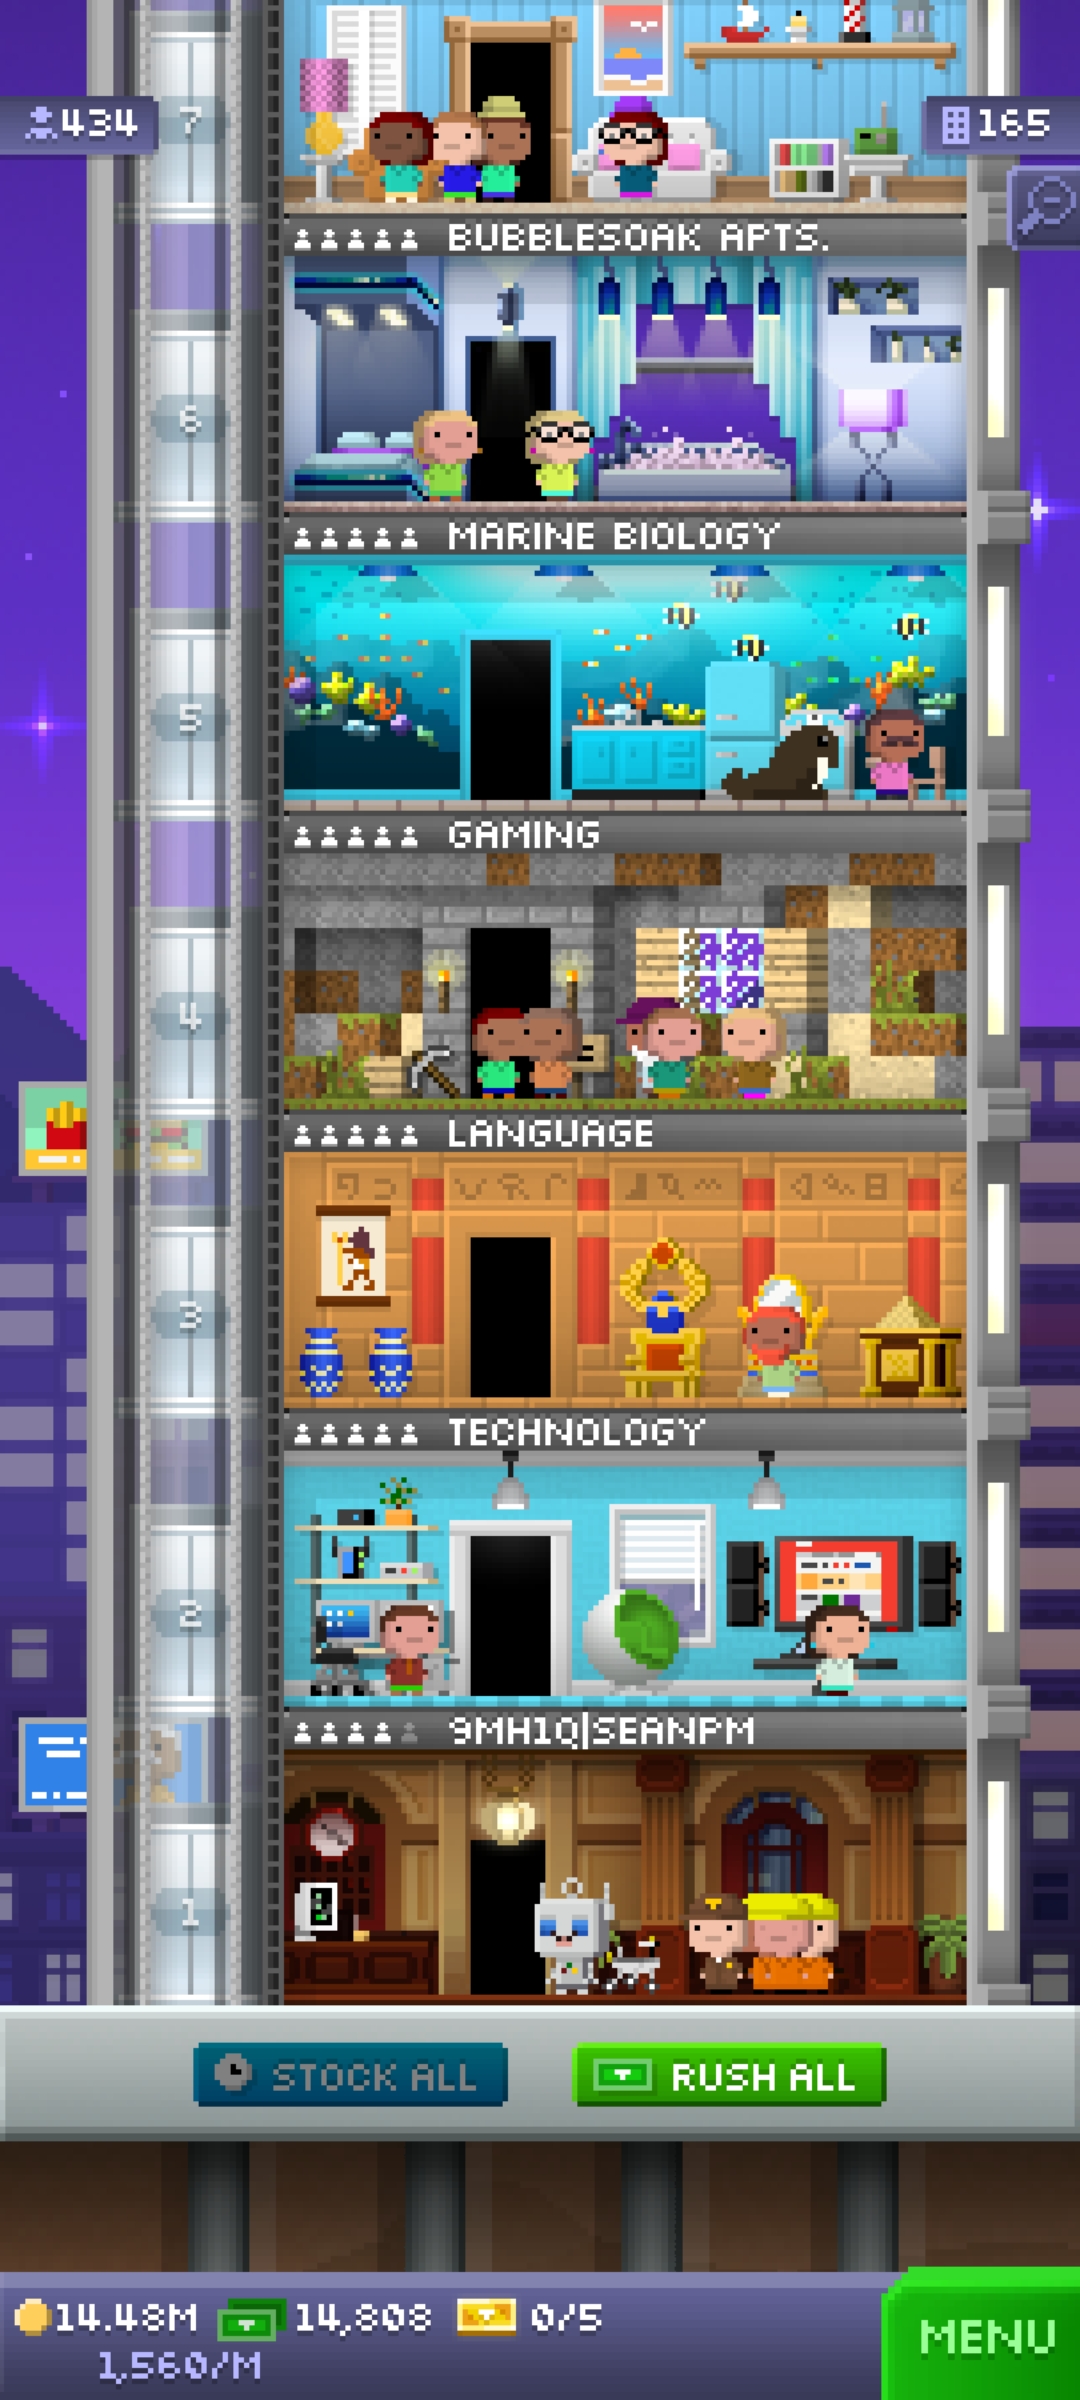 434
7
165
BUBBLESOAK APTS.
6
MARINE BIOLOGY
5
GAMING
4
LANGUAGE
3
TECHNOLOGY
2
9MH1Q|SEANPM
1
STOCK ALL
RUSH ALL
14.48M
14,808
0/5
1,560/M
MENU